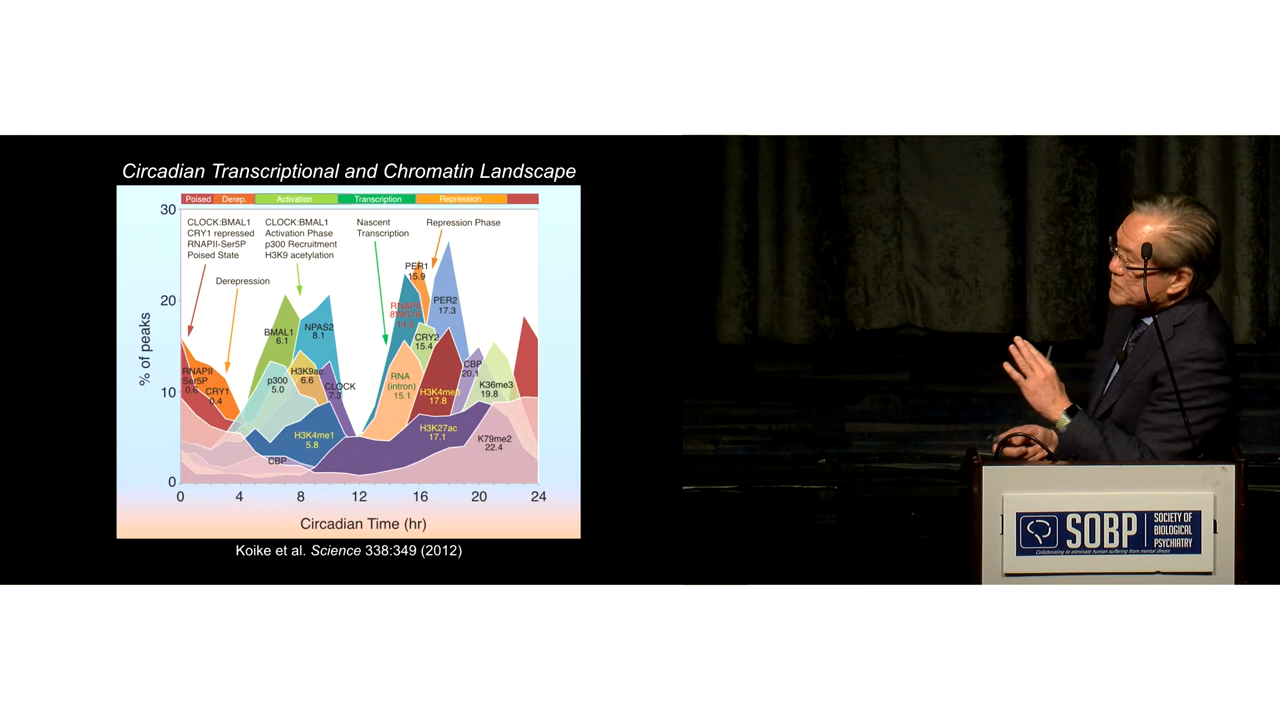 Circadian Transcriptional and Chromatin Landscape
Poised Derep. Activation Transcription Repression
30
20
10
0
% of peaks
CLOCK:BMAL1
CRY1 repressed
RNAPII-Ser5P
Poised State
CLOCK:BMAL1
Activation Phase
p300 Recruitment
H3K9 acetylation
Nascent
Transcription
Repression Phase
Derepression
RNAPII
Ser5P
0.6
CRY1
0.4
BMAL1
6.1
NPAS2
8.1
p300
5.0
H3K9ac
6.6
CLOCK
7.3
H3K4me1
5.8
CBP
PER1
15.9
RNAPII
8WG16
14.5
PER2
17.3
CRY2
15.4
RNA
(intron)
15.1
H3K4me3
17.8
CBP
20.1
K36me3
19.8
H3K27ac
17.1
K79me2
22.4
0 4 8 12 16 20 24
Circadian Time (hr)
Koike et al. Science 338:349 (2012)
SOBP
SOCIETY OF
BIOLOGICAL
PSYCHIATRY
Collaborating to eliminate human suffering from mental illness